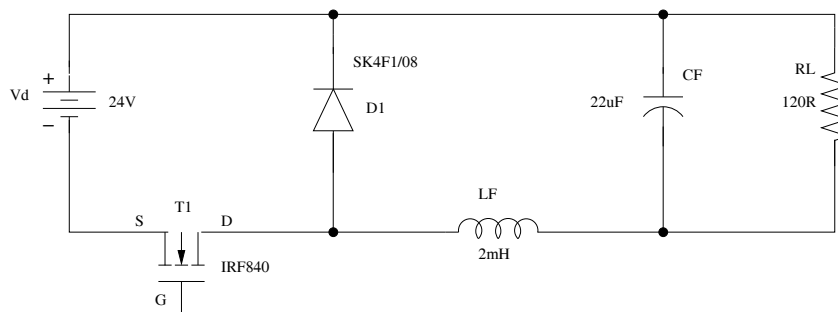 SK4F1/08
CF
RL
+
Vd
24V
−
D1
22uF
120R
LF
T1
S
D
2mH
IRF840
G